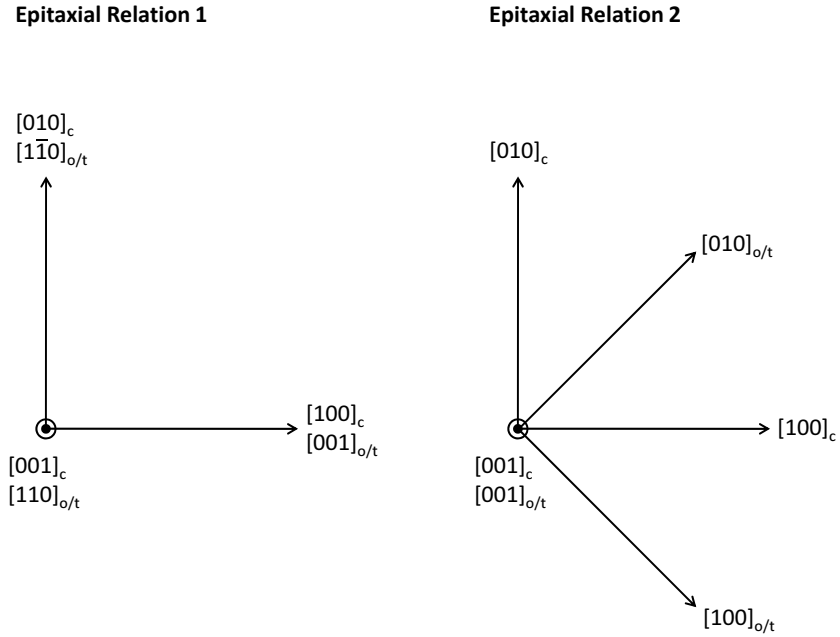 Epitaxial Relation 1
[010]c
[11̅0]o/t
[100]c
[001]o/t
[001]c
[110]o/t
Epitaxial Relation 2
[010]c
[010]o/t
[100]c
[001]c
[001]o/t
[100]o/t